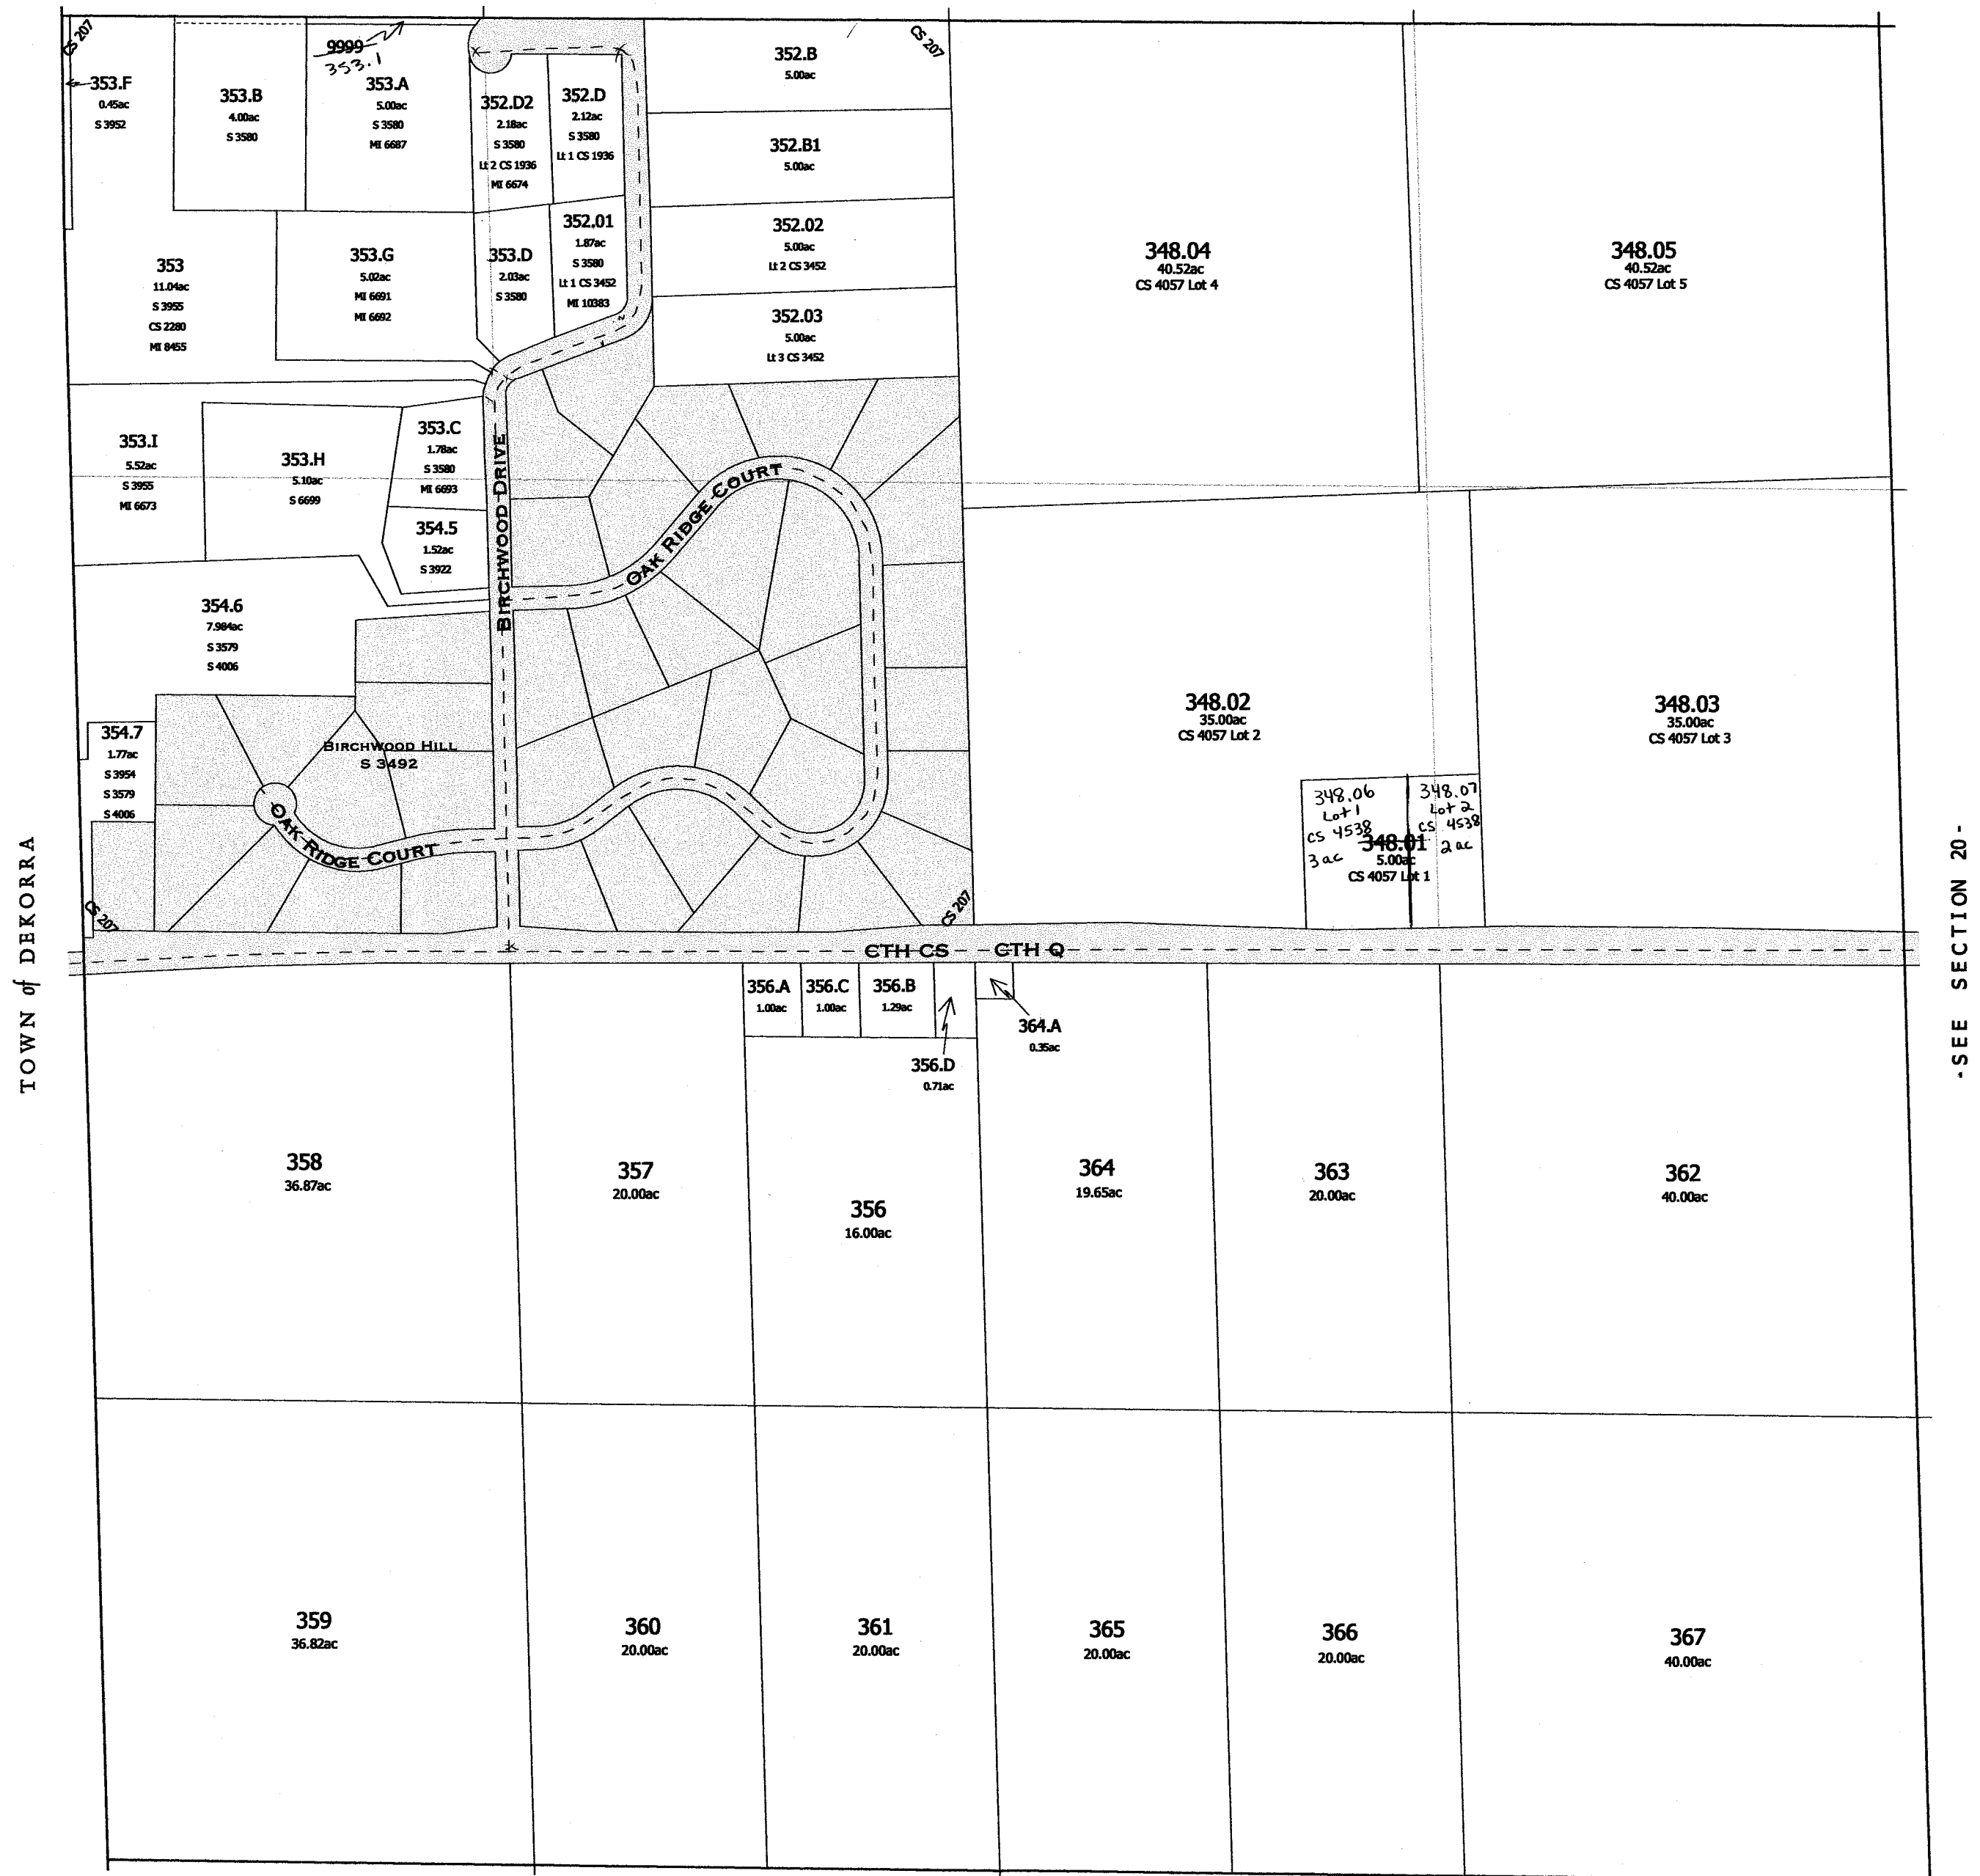 CS 207
9999
353.1
353.F
0.45ac
S 3952
353.B
4.00ac
S 3580
353.A
5.00ac
S 3580
MI 6687
352.D2
2.18ac
S 3580
Lt 2 CS 1936
MI 6674
352.D
2.12ac
S 3580
Lt 1 CS 1936
352.B
5.00ac
CS 207
352.B1
5.00ac
353
11.04ac
S 3955
CS 2280
MI 8455
353.G
5.02ac
MI 6691
MI 6692
353.D
2.03ac
S 3580
352.01
1.87ac
S 3580
Lt 1 CS 3452
MI 10383
352.02
5.00ac
Lt 2 CS 3452
352.03
5.00ac
Lt 3 CS 3452
348.04
40.52ac
CS 4057 Lot 4
348.05
40.52ac
CS 4057 Lot 5
353.I
5.52ac
S 3955
MI 6673
353.H
5.10ac
S 6699
353.C
1.78ac
S 3580
MI 6693
354.5
1.52ac
S 3922
BIRCHWOOD DRIVE
OAK RIDGE COURT
354.6
7.984ac
S 3579
S 4006
354.7
1.77ac
S 3954
S 3579
S 4006
BIRCHWOOD HILL
S 3492
OAK RIDGE COURT
348.02
35.00ac
CS 4057 Lot 2
348.03
35.00ac
CS 4057 Lot 3
348.06
Lot 1
CS 4538
3 ac
348.07
Lot 2
CS 4538
2 ac
348.01
5.00ac
CS 4057 Lot 1
CS 207
CS 207
CTH CS
CTH Q
TOWN of DEKORRA
-SEE SECTION 20-
356.A
1.00ac
356.C
1.00ac
356.B
1.29ac
356.D
0.71ac
364.A
0.35ac
358
36.87ac
357
20.00ac
356
16.00ac
364
19.65ac
363
20.00ac
362
40.00ac
359
36.82ac
360
20.00ac
361
20.00ac
365
20.00ac
366
20.00ac
367
40.00ac